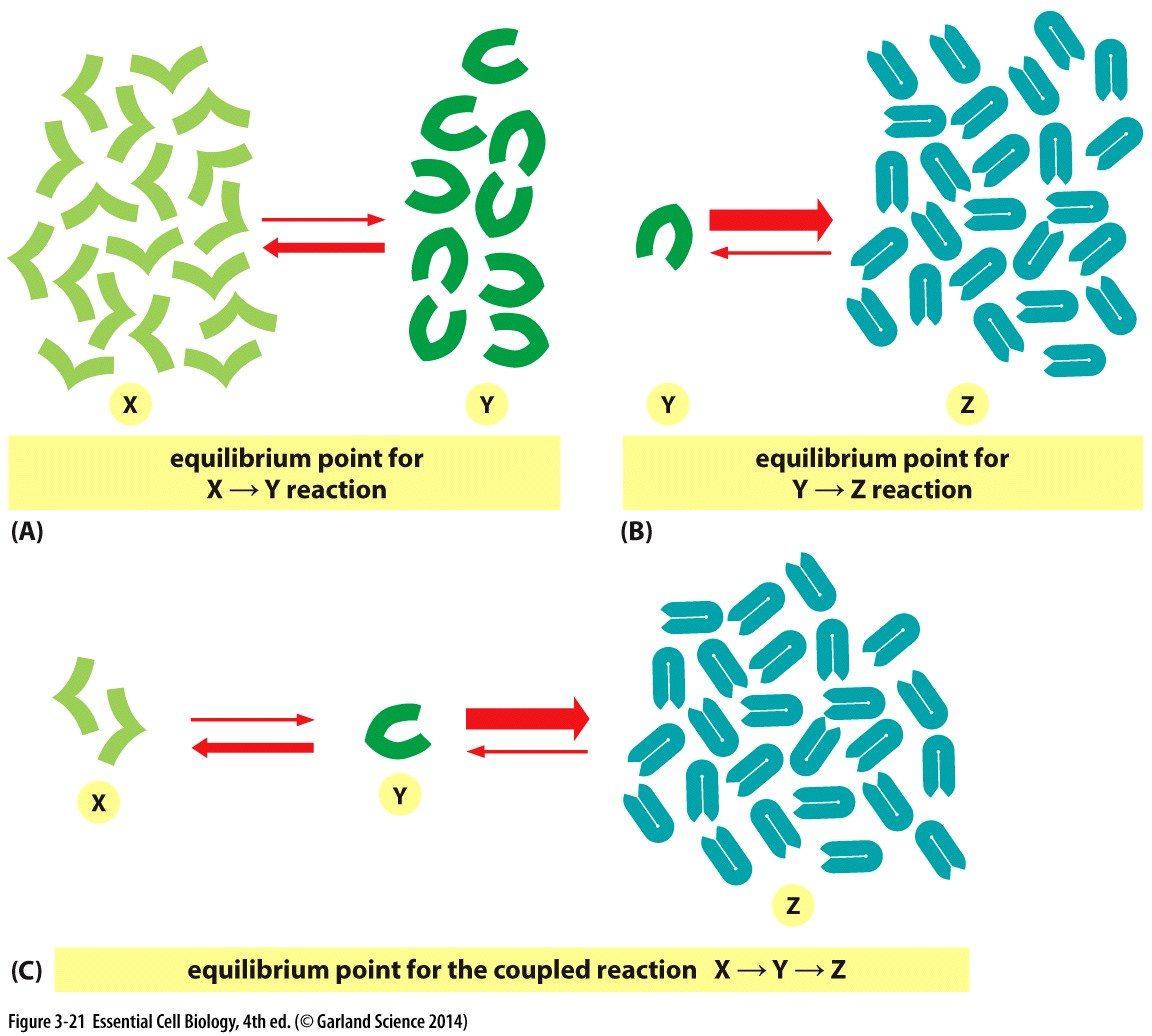 X
Y
equilibrium point for
X → Y reaction
(A)
Y
Z
equilibrium point for
Y → Z reaction
(B)
X
Y
Z
(C)
equilibrium point for the coupled reaction X → Y → Z
Figure 3-21 Essential Cell Biology, 4th ed. (© Garland Science 2014)